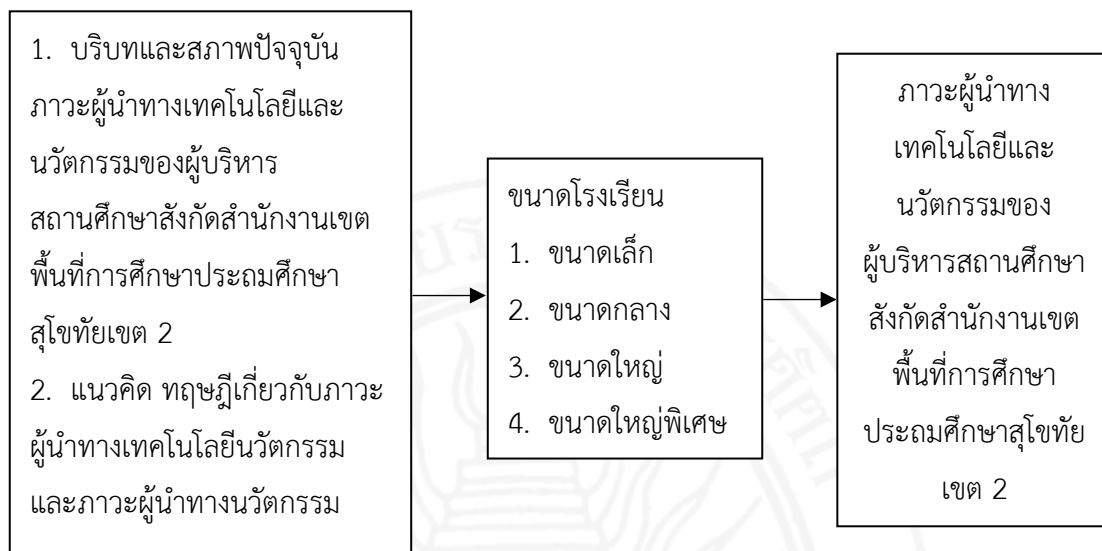 1. บริบทและสภาพปัจจุบัน
ภาวะผู้นำทางเทคโนโลยีและ
นวัตกรรมของผู้บริหาร
สถานศึกษาสังกัดสำนักงานเขต
พื้นที่การศึกษาประถมศึกษา
สุโขทัยเขต 2
2. แนวคิด ทฤษฎีเกี่ยวกับภาวะ
ผู้นำทางเทคโนโลยีนวัตกรรม
และภาวะผู้นำทางนวัตกรรม
ขนาดโรงเรียน
1. ขนาดเล็ก
2. ขนาดกลาง
3. ขนาดใหญ่
4. ขนาดใหญ่พิเศษ
ภาวะผู้นำทาง
เทคโนโลยีและ
นวัตกรรมของ
ผู้บริหารสถานศึกษา
สังกัดสำนักงานเขต
พื้นที่การศึกษา
ประถมศึกษาสุโขทัย
เขต 2